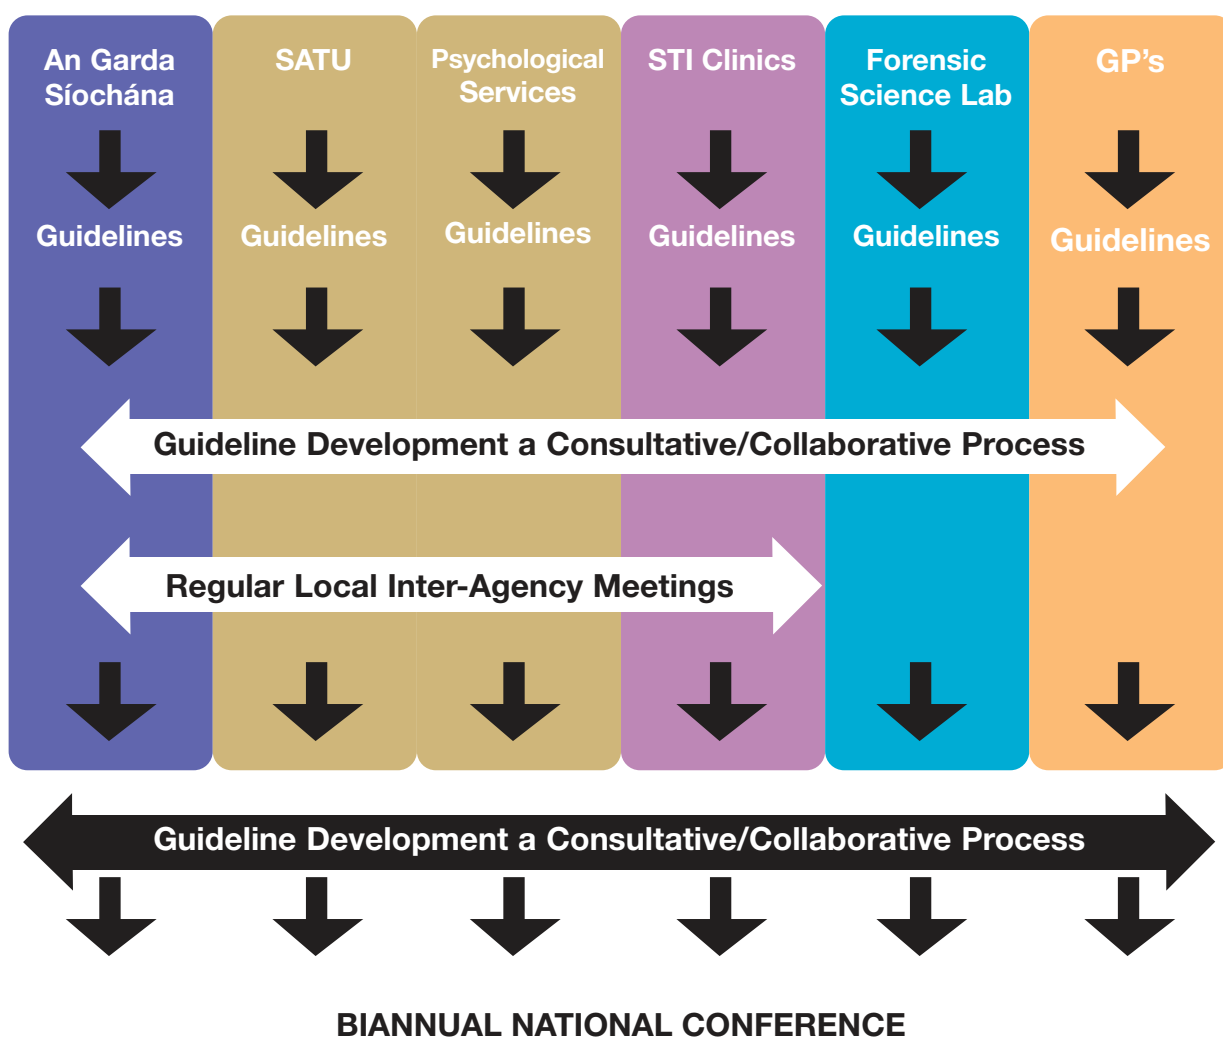 An Garda
Síochána
SATU
Psychological
Services
STI Clinics
Forensic
Science Lab
GP's
Guidelines
Guidelines
Guidelines
Guidelines
Guidelines
Guidelines
Guideline Development a Consultative/Collaborative Process
Regular Local Inter-Agency Meetings
Guideline Development a Consultative/Collaborative Process
BIANNUAL NATIONAL CONFERENCE